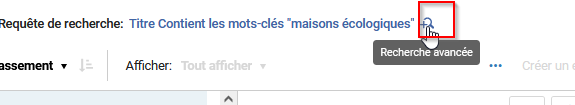 Requête de recherche: Titre Contient les mots-clés "maisons écologiques" +
Recherche avancée
assement Afficher: Tout afficher ... Créer un